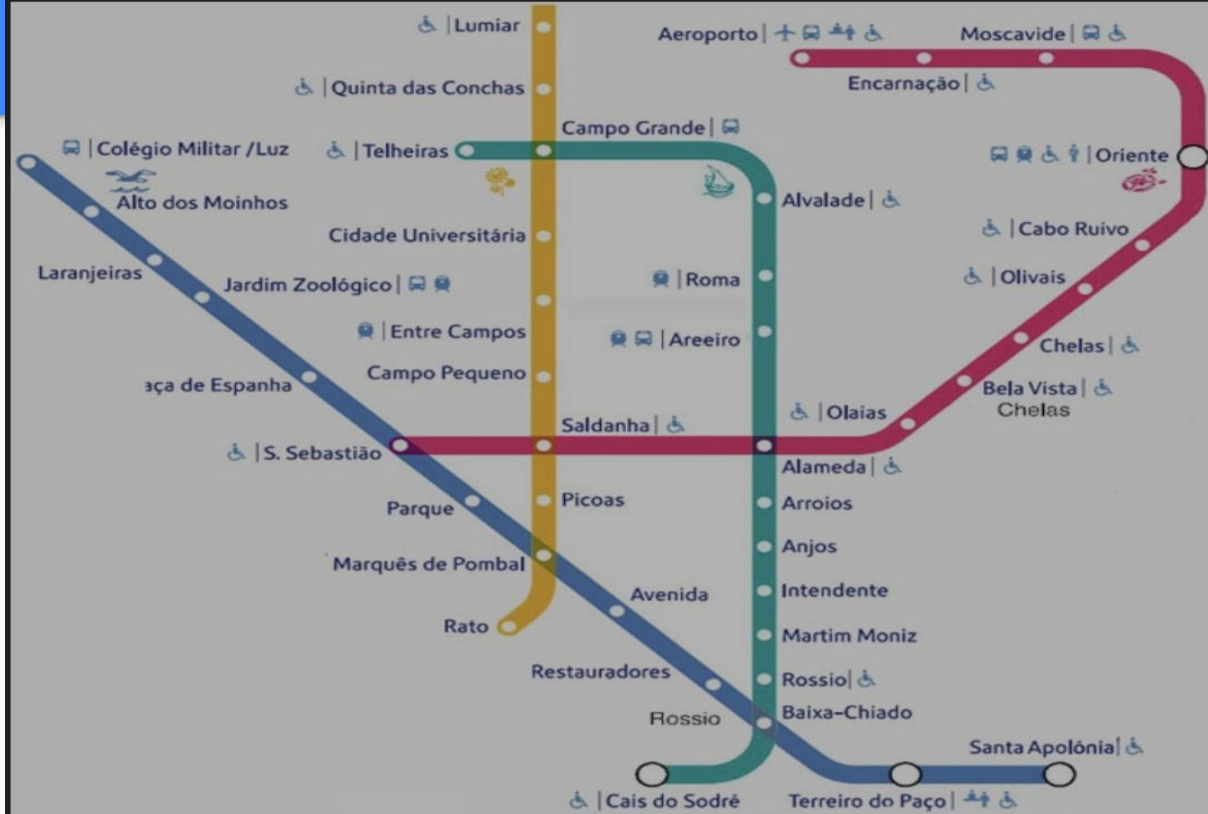 Lumiar
Aeroporto
Moscavide
Quinta das Conchas
Encarnação
Campo Grande
Colégio Militar /Luz
Telheiras
Oriente
Alto dos Moinhos
Alvalade
Cidade Universitária
Cabo Ruivo
Laranjeiras
Jardim Zoológico
Roma
Olivais
Entre Campos
Areeiro
Chelas
Campo Pequeno
aça de Espanha
Bela Vista
Chelas
Olaias
Saldanha
S. Sebastião
Alameda
Parque
Picoas
Arroios
Anjos
Marquês de Pombal
Avenida
Intendente
Rato
Martim Moniz
Restauradores
Rossio
Rossio
Baixa-Chiado
Santa Apolónia
Cais do Sodré
Terreiro do Paço